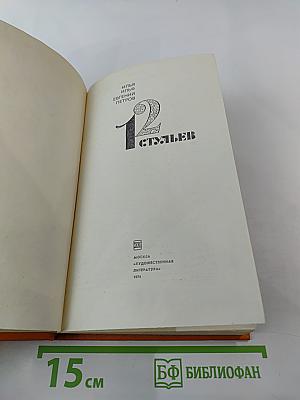 ИЛЬЯ
ИЛЬФ
ЕВГЕНИЙ
ПЕТРОВ
12
СТУЛЬЕВ
МОСКВА
«ХУДОЖЕСТВЕННАЯ
ЛИТЕРАТУРА»
15 см
БФ БИБЛИОФАН